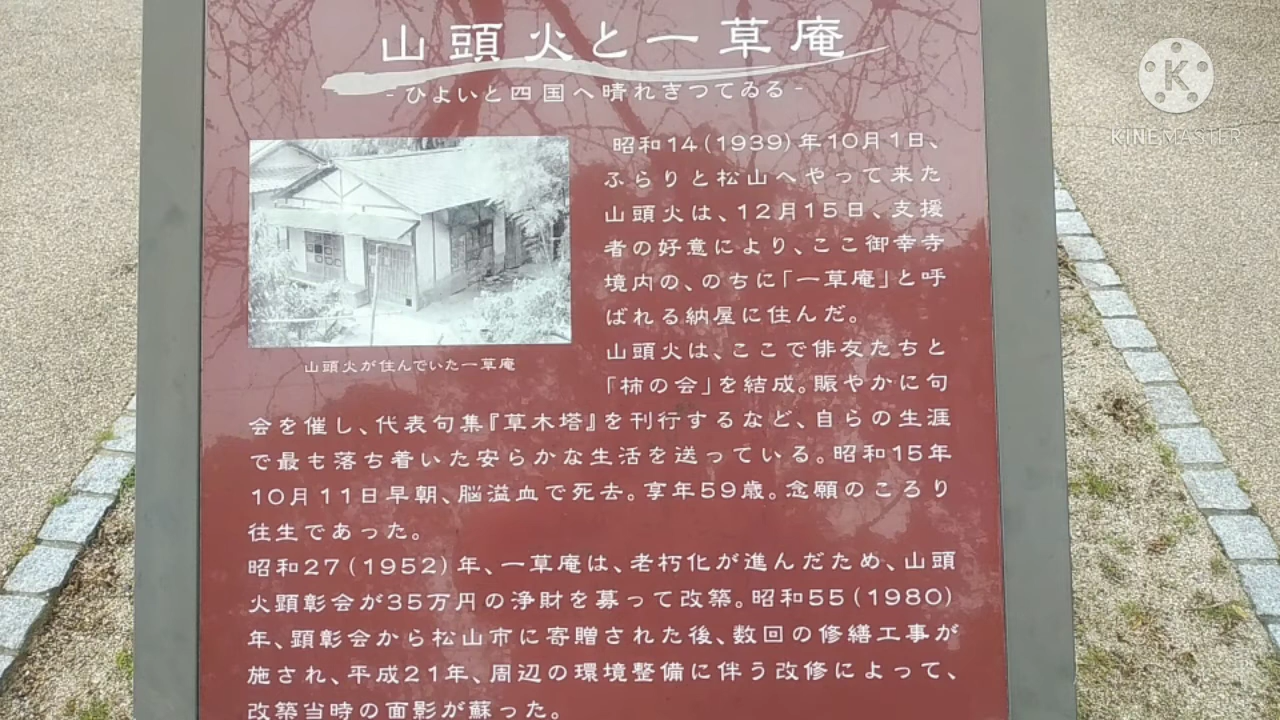 山頭火と一草庵
-ひよいと四国へ晴れきつてゐる-
KINEMASTER
昭和14(1939)年10月1日、
ふらりと松山へやって来た
山頭火は、12月15日、支援
者の好意により、ここ御幸寺
境内の、のちに「一草庵」と呼
ばれる納屋に住んだ。
山頭火は、ここで俳友たちと
「柿の会」を結成。賑やかに句
山頭火が住んでいた一草庵
会を催し、代表句集『草木塔』を刊行するなど、自らの生涯
で最も落ち着いた安らかな生活を送っている。昭和15年
10月11日早朝、脳溢血で死去。享年59歳。念願のころり
往生であった。
昭和27(1952)年、一草庵は、老朽化が進んだため、山頭
火顕彰会が35万円の浄財を募って改築。昭和55(1980)
年、顕彰会から松山市に寄贈された後、数回の修繕工事が
施され、平成21年、周辺の環境整備に伴う改修によって、
改築当時の面影が蘇った。